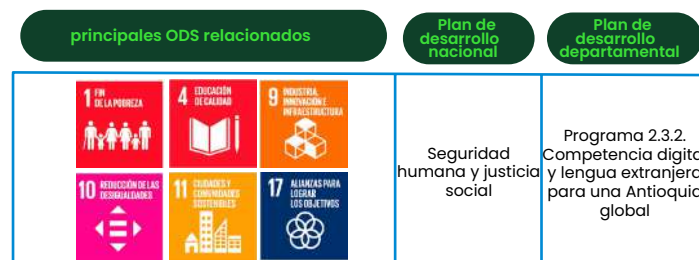 principales ODS relacionados
Plan de
desarrollo
nacional
Plan de
desarrollo
departamental
1 FIN
DE LA POBREZA
4 EDUCACIÓN
DE CALIDAD
9 INDUSTRIA,
INNOVACIÓN E
INFRAESTRUCTURA
10 REDUCCIÓN DE LAS
DESIGUALDADES
11 CIUDADES Y
COMUNIDADES
SOSTENIBLES
17 ALIANZAS PARA
LOGRAR
LOS OBJETIVOS
Seguridad
humana y justicia
social
Programa 2.3.2.
Competencia digita
y lengua extranjera
para una Antioquia
global